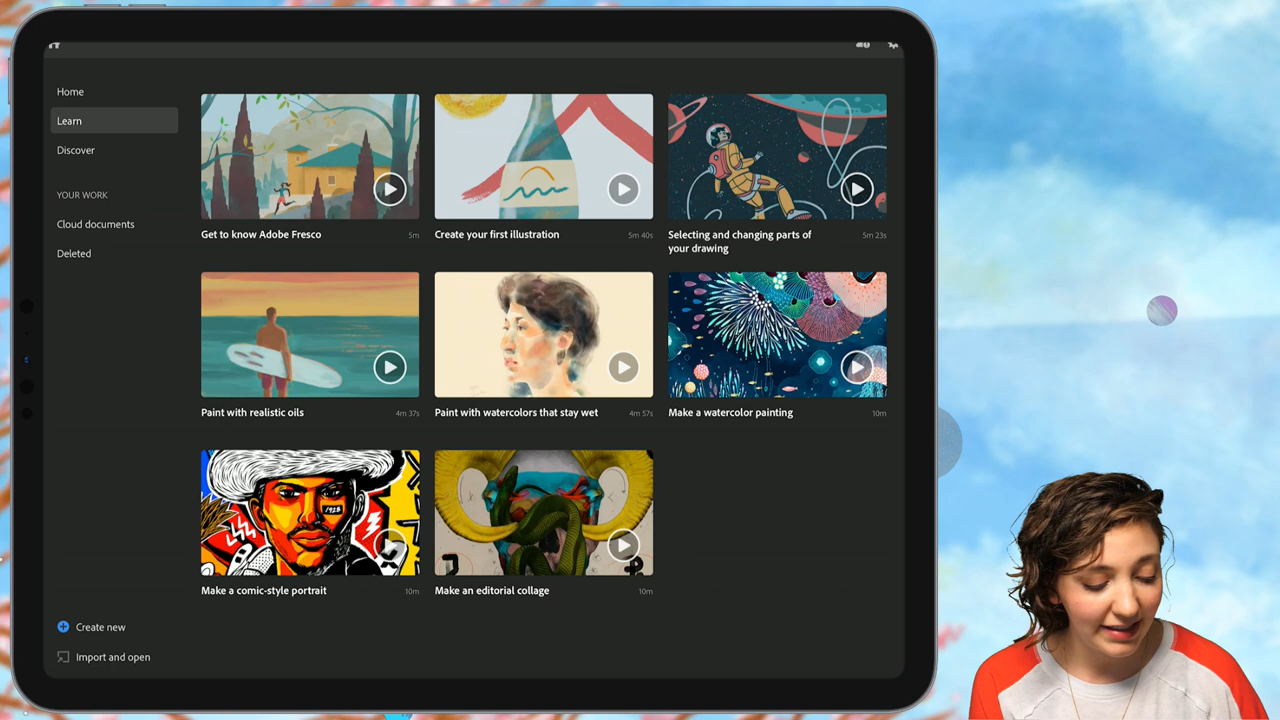 Home
Learn
Discover
YOUR WORK
Cloud documents
Deleted
Get to know Adobe Fresco
5m
Create your first illustration
5m 40s
Selecting and changing parts of
your drawing
5m 23s
Paint with realistic oils
4m 37s
Paint with watercolors that stay wet
4m 57s
Make a watercolor painting
10m
1928
Make a comic-style portrait
10m
Make an editorial collage
10m
Create new
Import and open